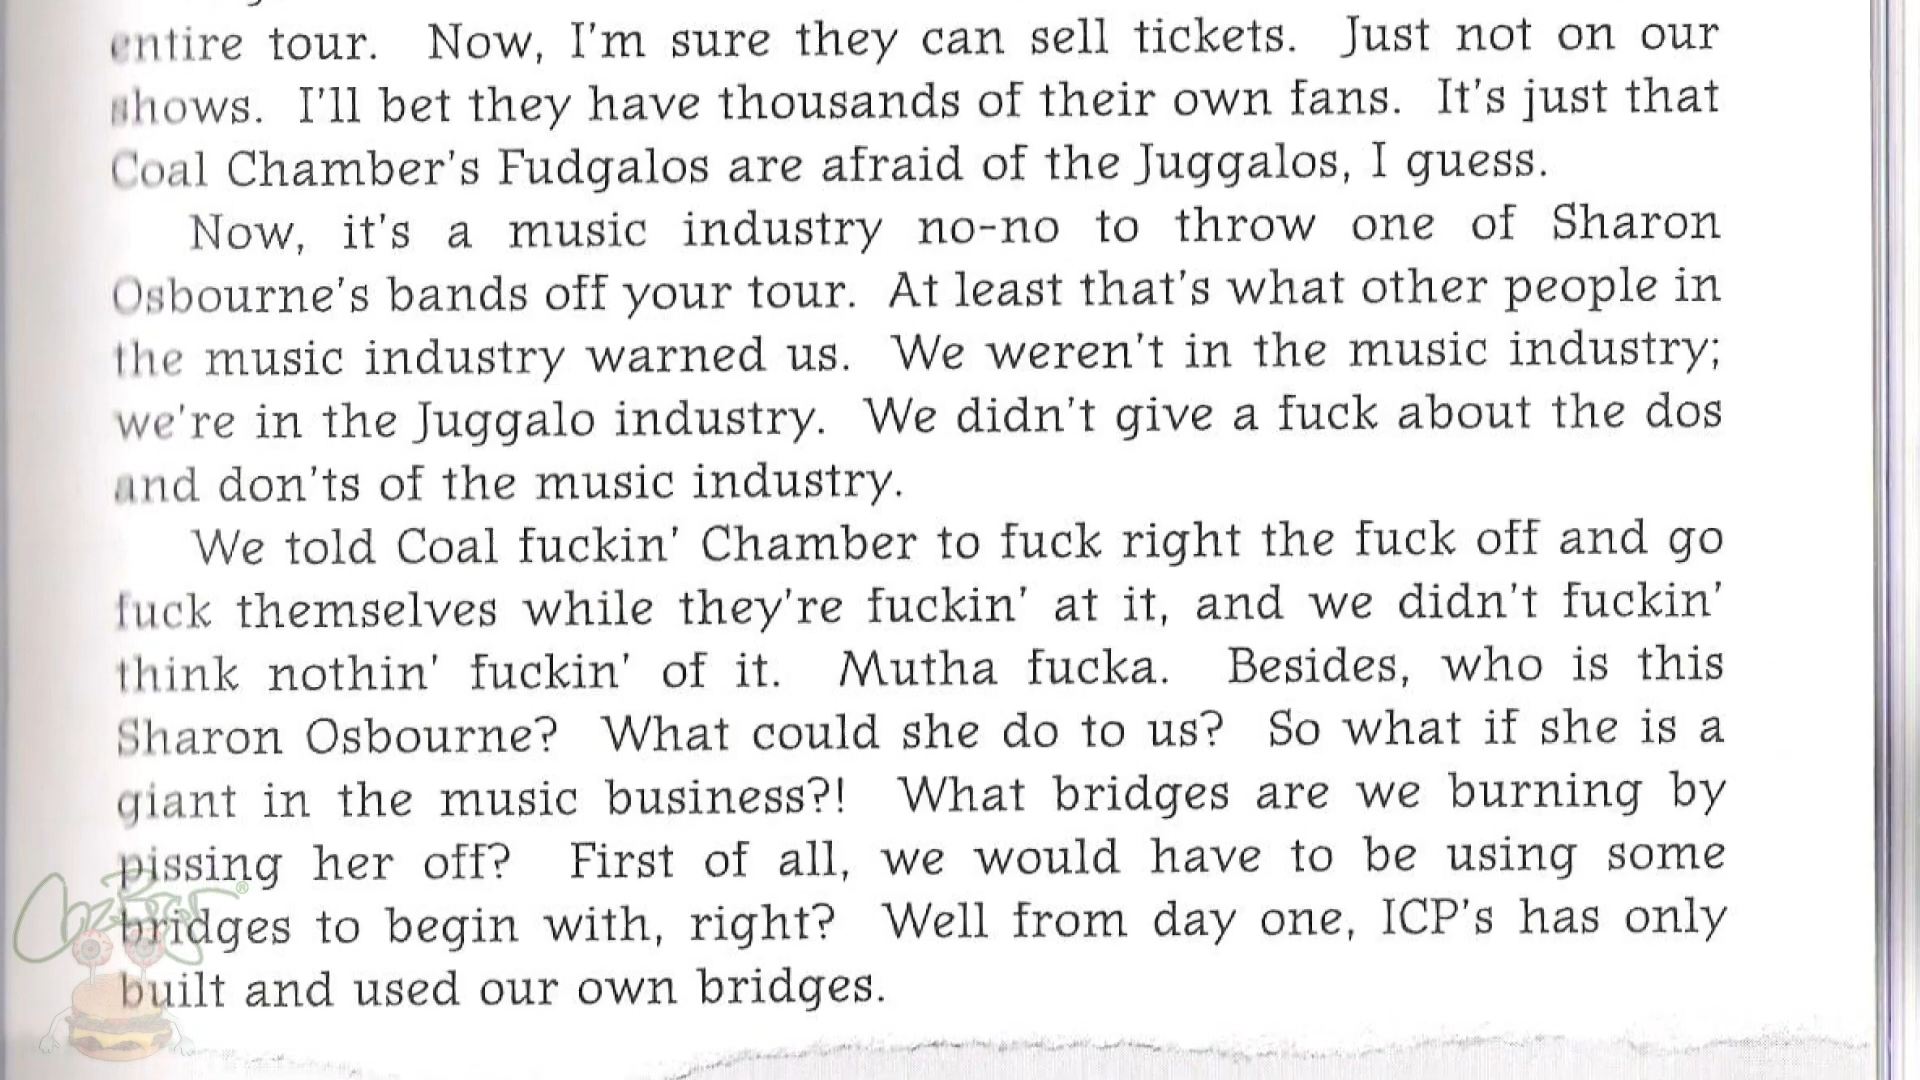 entire tour. Now, I'm sure they can sell tickets. Just not on our
shows. I'll bet they have thousands of their own fans. It's just that
Coal Chamber's Fudgalos are afraid of the Juggalos, I guess.
Now, it's a music industry no-no to throw one of Sharon
Osbourne's bands off your tour. At least that's what other people in
the music industry warned us. We weren't in the music industry;
we're in the Juggalo industry. We didn't give a fuck about the dos
and don'ts of the music industry.
We told Coal fuckin' Chamber to fuck right the fuck off and go
fuck themselves while they're fuckin' at it, and we didn't fuckin'
think nothin' fuckin' of it. Mutha fucka. Besides, who is this
Sharon Osbourne? What could she do to us? So what if she is a
giant in the music business?! What bridges are we burning by
pissing her off? First of all, we would have to be using some
bridges to begin with, right? Well from day one, ICP's has only
built and used our own bridges.